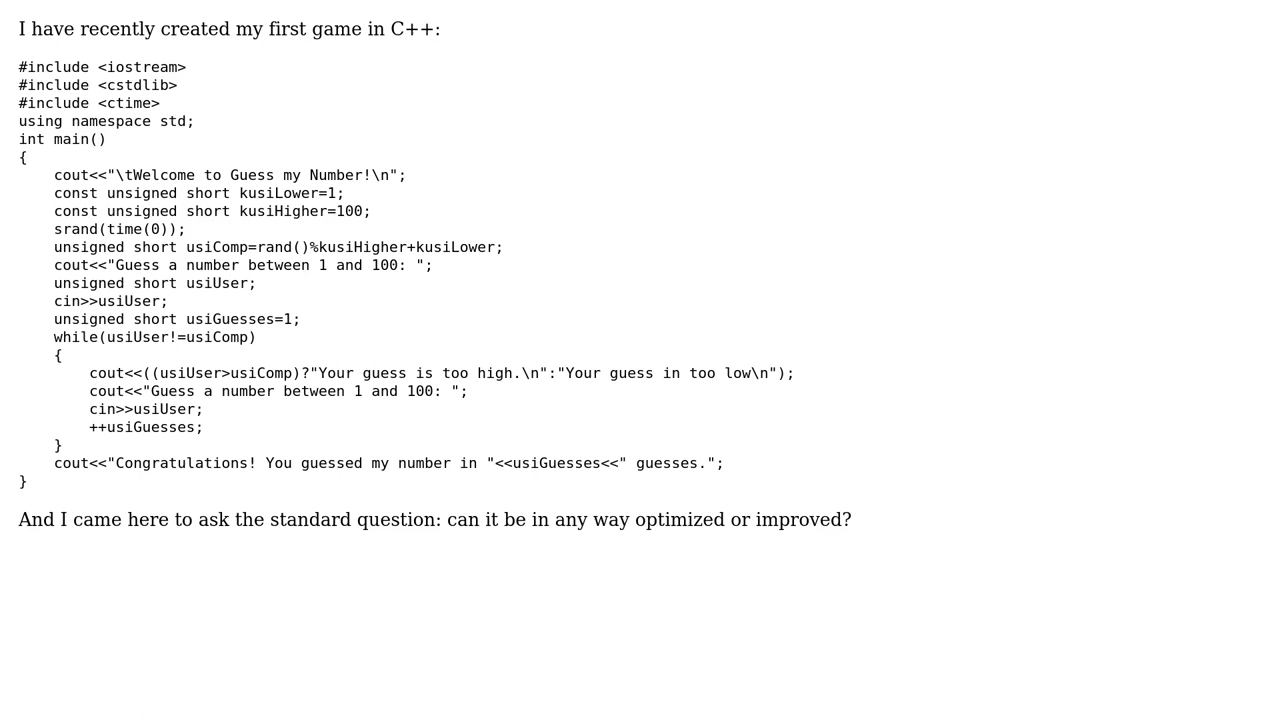 I have recently created my first game in C++:
#include <iostream>
#include <cstdlib>
#include <ctime>
using namespace std;
int main()
{
    cout<<"\tWelcome to Guess my Number!\n";
    const unsigned short kusiLower=1;
    const unsigned short kusiHigher=100;
    srand(time(0));
    unsigned short usiComp=rand()%kusiHigher+kusiLower;
    cout<<"Guess a number between 1 and 100: ";
    unsigned short usiUser;
    cin>>usiUser;
    unsigned short usiGuesses=1;
    while(usiUser!=usiComp)
    {
        cout<<((usiUser>usiComp)?"Your guess is too high.\n":"Your guess in too low\n");
        cout<<"Guess a number between 1 and 100: ";
        cin>>usiUser;
        ++usiGuesses;
    }
    cout<<"Congratulations! You guessed my number in "<<usiGuesses<<" guesses.";
}
And I came here to ask the standard question: can it be in any way optimized or improved?